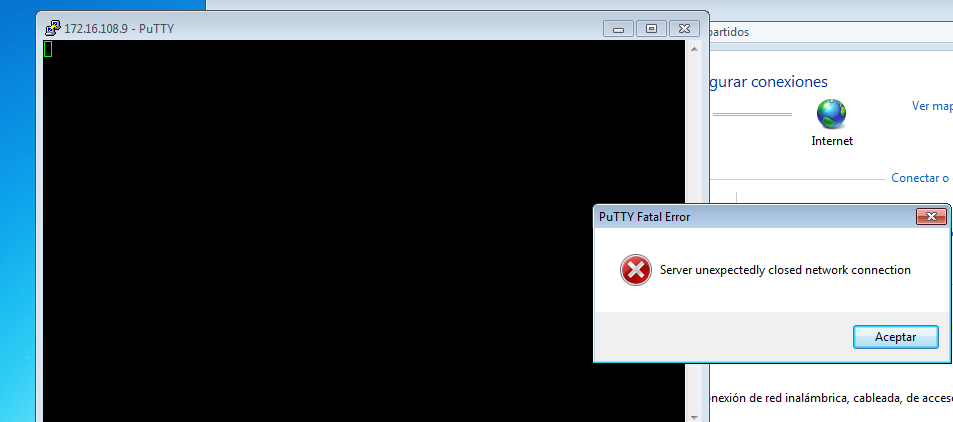 172.16.108.9 - PuTTY
partidos
gurar conexiones
Ver map
Internet
Conectar o
PuTTY Fatal Error
Server unexpectedly closed network connection
Aceptar
nexión de red inalámbrica, cableada, de acceso